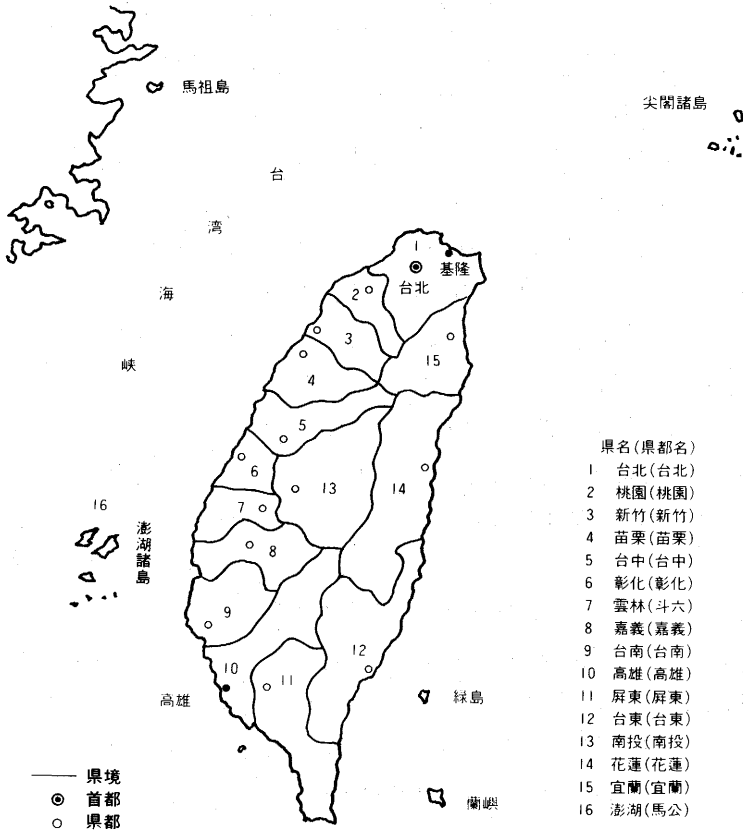 馬祖島
尖閣諸島
台
湾
海
峡
1
基隆
台北
2
3
15
4
5
6
13
14
7
16
澎湖諸島
8
9
12
10
11
高雄
緑島
蘭嶼
県名(県都名)
1 台北(台北)
2 桃園(桃園)
3 新竹(新竹)
4 苗栗(苗栗)
5 台中(台中)
6 彰化(彰化)
7 雲林(斗六)
8 嘉義(嘉義)
9 台南(台南)
10 高雄(高雄)
11 屏東(屏東)
12 台東(台東)
13 南投(南投)
14 花蓮(花蓮)
15 宜蘭(宜蘭)
16 澎湖(馬公)
県境
首都
県都